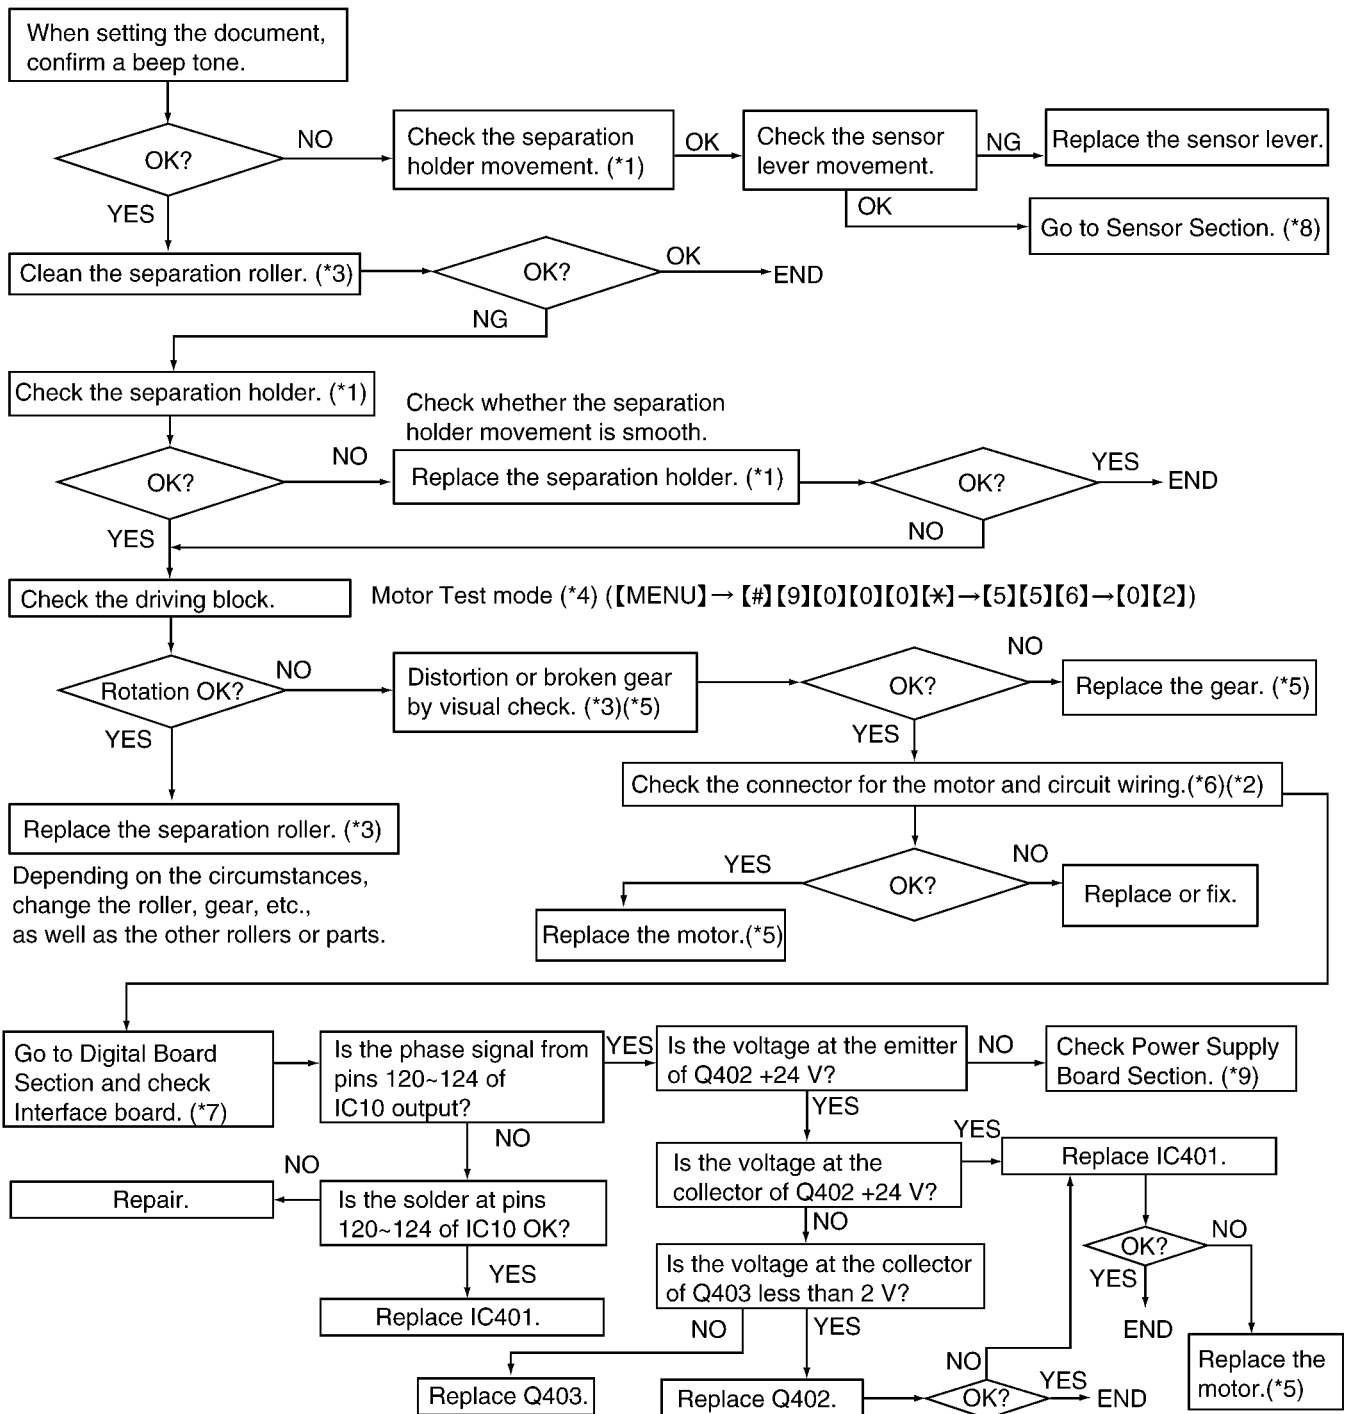 When setting the document,
confirm a beep tone.
OK?
NO
Check the separation
holder movement. (*1)
OK
Check the sensor
lever movement.
NG
Replace the sensor lever.
OK
Go to Sensor Section. (*8)
YES
Clean the separation roller. (*3)
OK?
OK
END
NG
Check the separation holder. (*1)
Check whether the separation
holder movement is smooth.
OK?
NO
Replace the separation holder. (*1)
OK?
YES
END
NO
YES
Check the driving block.
Motor Test mode (*4) (【MENU】→【#】【9】【0】【0】【0】【*】→【5】【5】【6】→【0】【2】)
Rotation OK?
NO
Distortion or broken gear
by visual check. (*3)(*5)
OK?
NO
Replace the gear. (*5)
YES
YES
Check the connector for the motor and circuit wiring.(*6)(*2)
Replace the separation roller. (*3)
Depending on the circumstances,
change the roller, gear, etc.,
as well as the other rollers or parts.
YES
OK?
NO
Replace or fix.
Replace the motor.(*5)
Go to Digital Board
Section and check
Interface board. (*7)
Is the phase signal from
pins 120~124 of
IC10 output?
YES
Is the voltage at the emitter
of Q402 +24 V?
NO
Check Power Supply
Board Section. (*9)
NO
YES
Is the solder at pins
120~124 of IC10 OK?
NO
Repair.
YES
Replace IC401.
Is the voltage at the
collector of Q402 +24 V?
YES
Replace IC401.
NO
OK?
NO
YES
END
Replace the
motor.(*5)
Is the voltage at the collector
of Q403 less than 2 V?
NO
YES
Replace Q403.
Replace Q402.
OK?
NO
YES
END